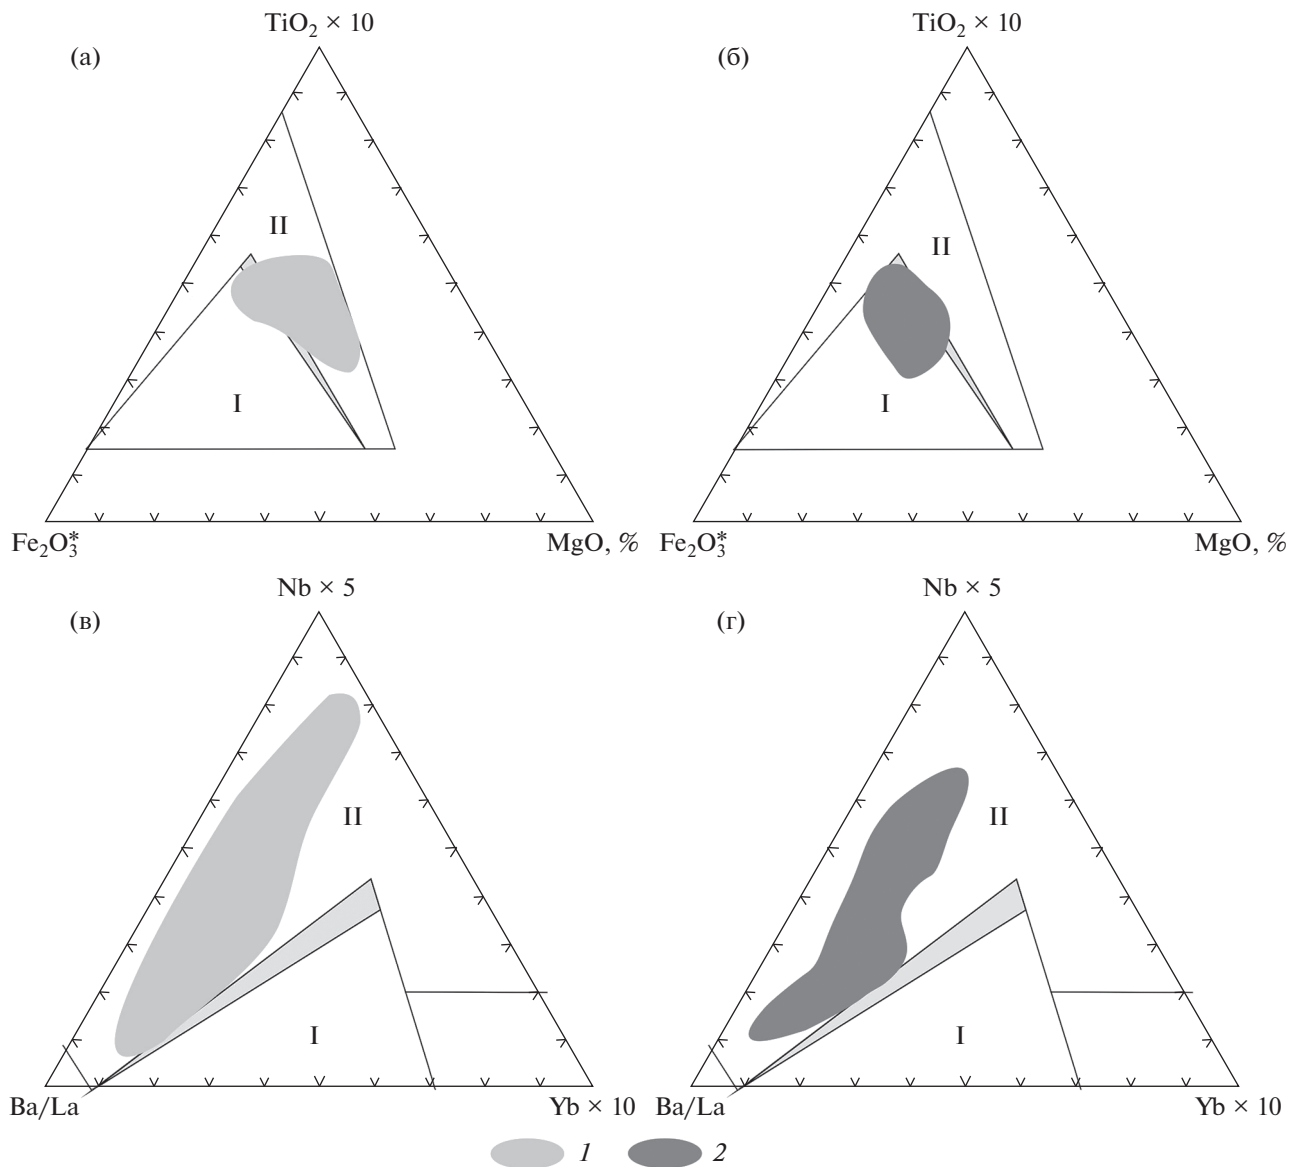 TiO₂ × 10 TiO₂ × 10
(а) (б)
II II
I I
Fe₂O₃* MgO, % Fe₂O₃* MgO, %
Nb × 5 Nb × 5
(в) (г)
II II
I I
Ba/La Yb × 10 Ba/La Yb × 10
1 2